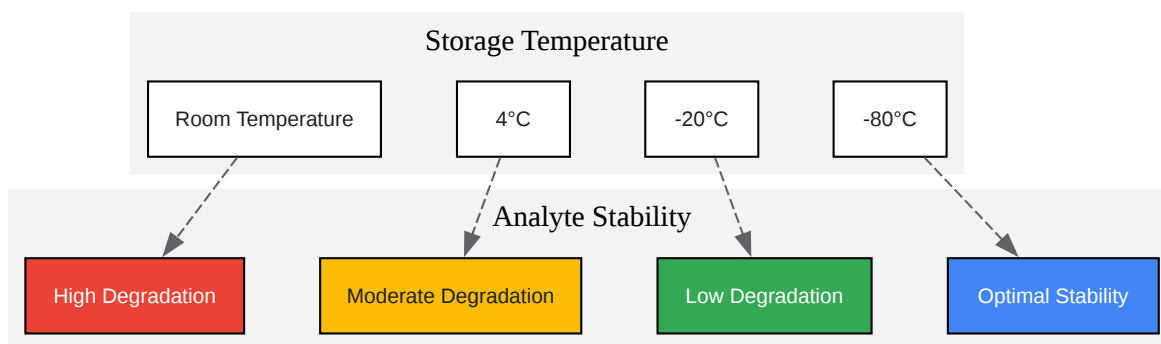 Storage Temperature
Room Temperature
4°C
-20°C
-80°C
Analyte Stability
High Degradation
Moderate Degradation
Low Degradation
Optimal Stability